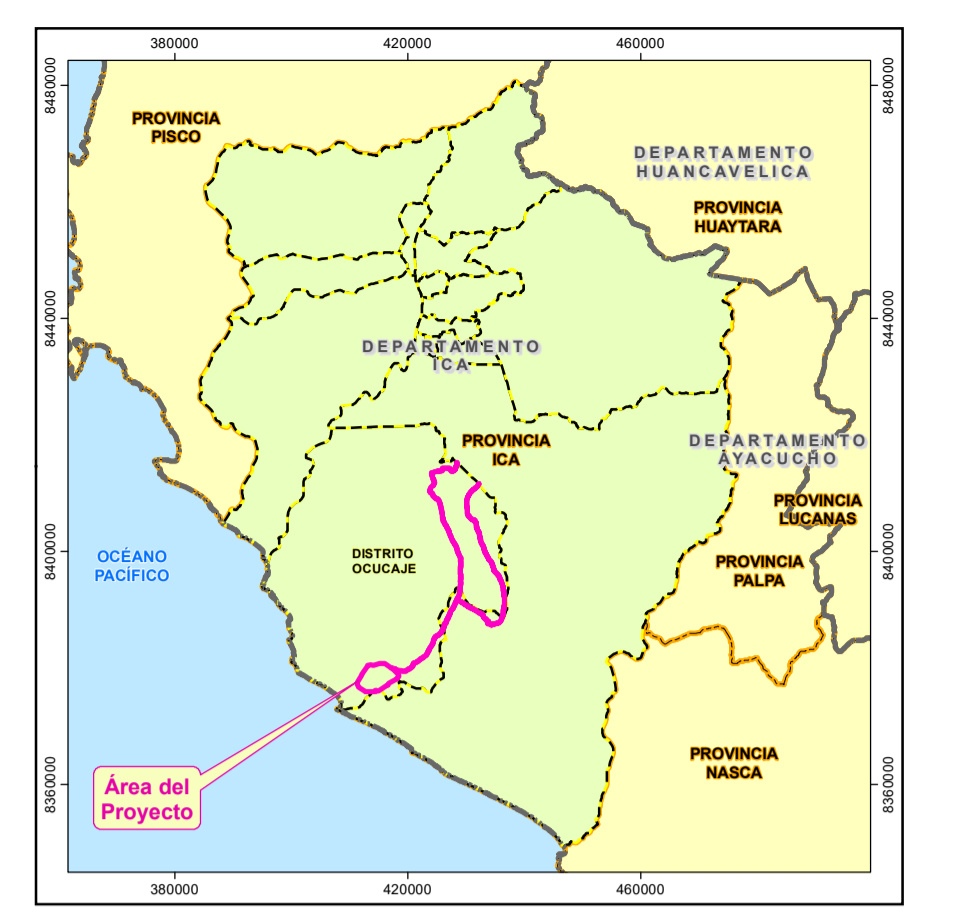 380000
420000
460000
8480000
8480000
PROVINCIA
PISCO
DEPARTAMENTO
HUANCAVELICA
PROVINCIA
HUAYTARA
8440000
8440000
DEPARTAMENTO
ICA
PROVINCIA
ICA
DEPARTAMENTO
AYACUCHO
PROVINCIA
LUCANAS
8400000
8400000
OCÉANO
PACÍFICO
DISTRITO
OCUCAJE
PROVINCIA
PALPA
PROVINCIA
NASCA
Área del
Proyecto
8360000
8360000
380000
420000
460000